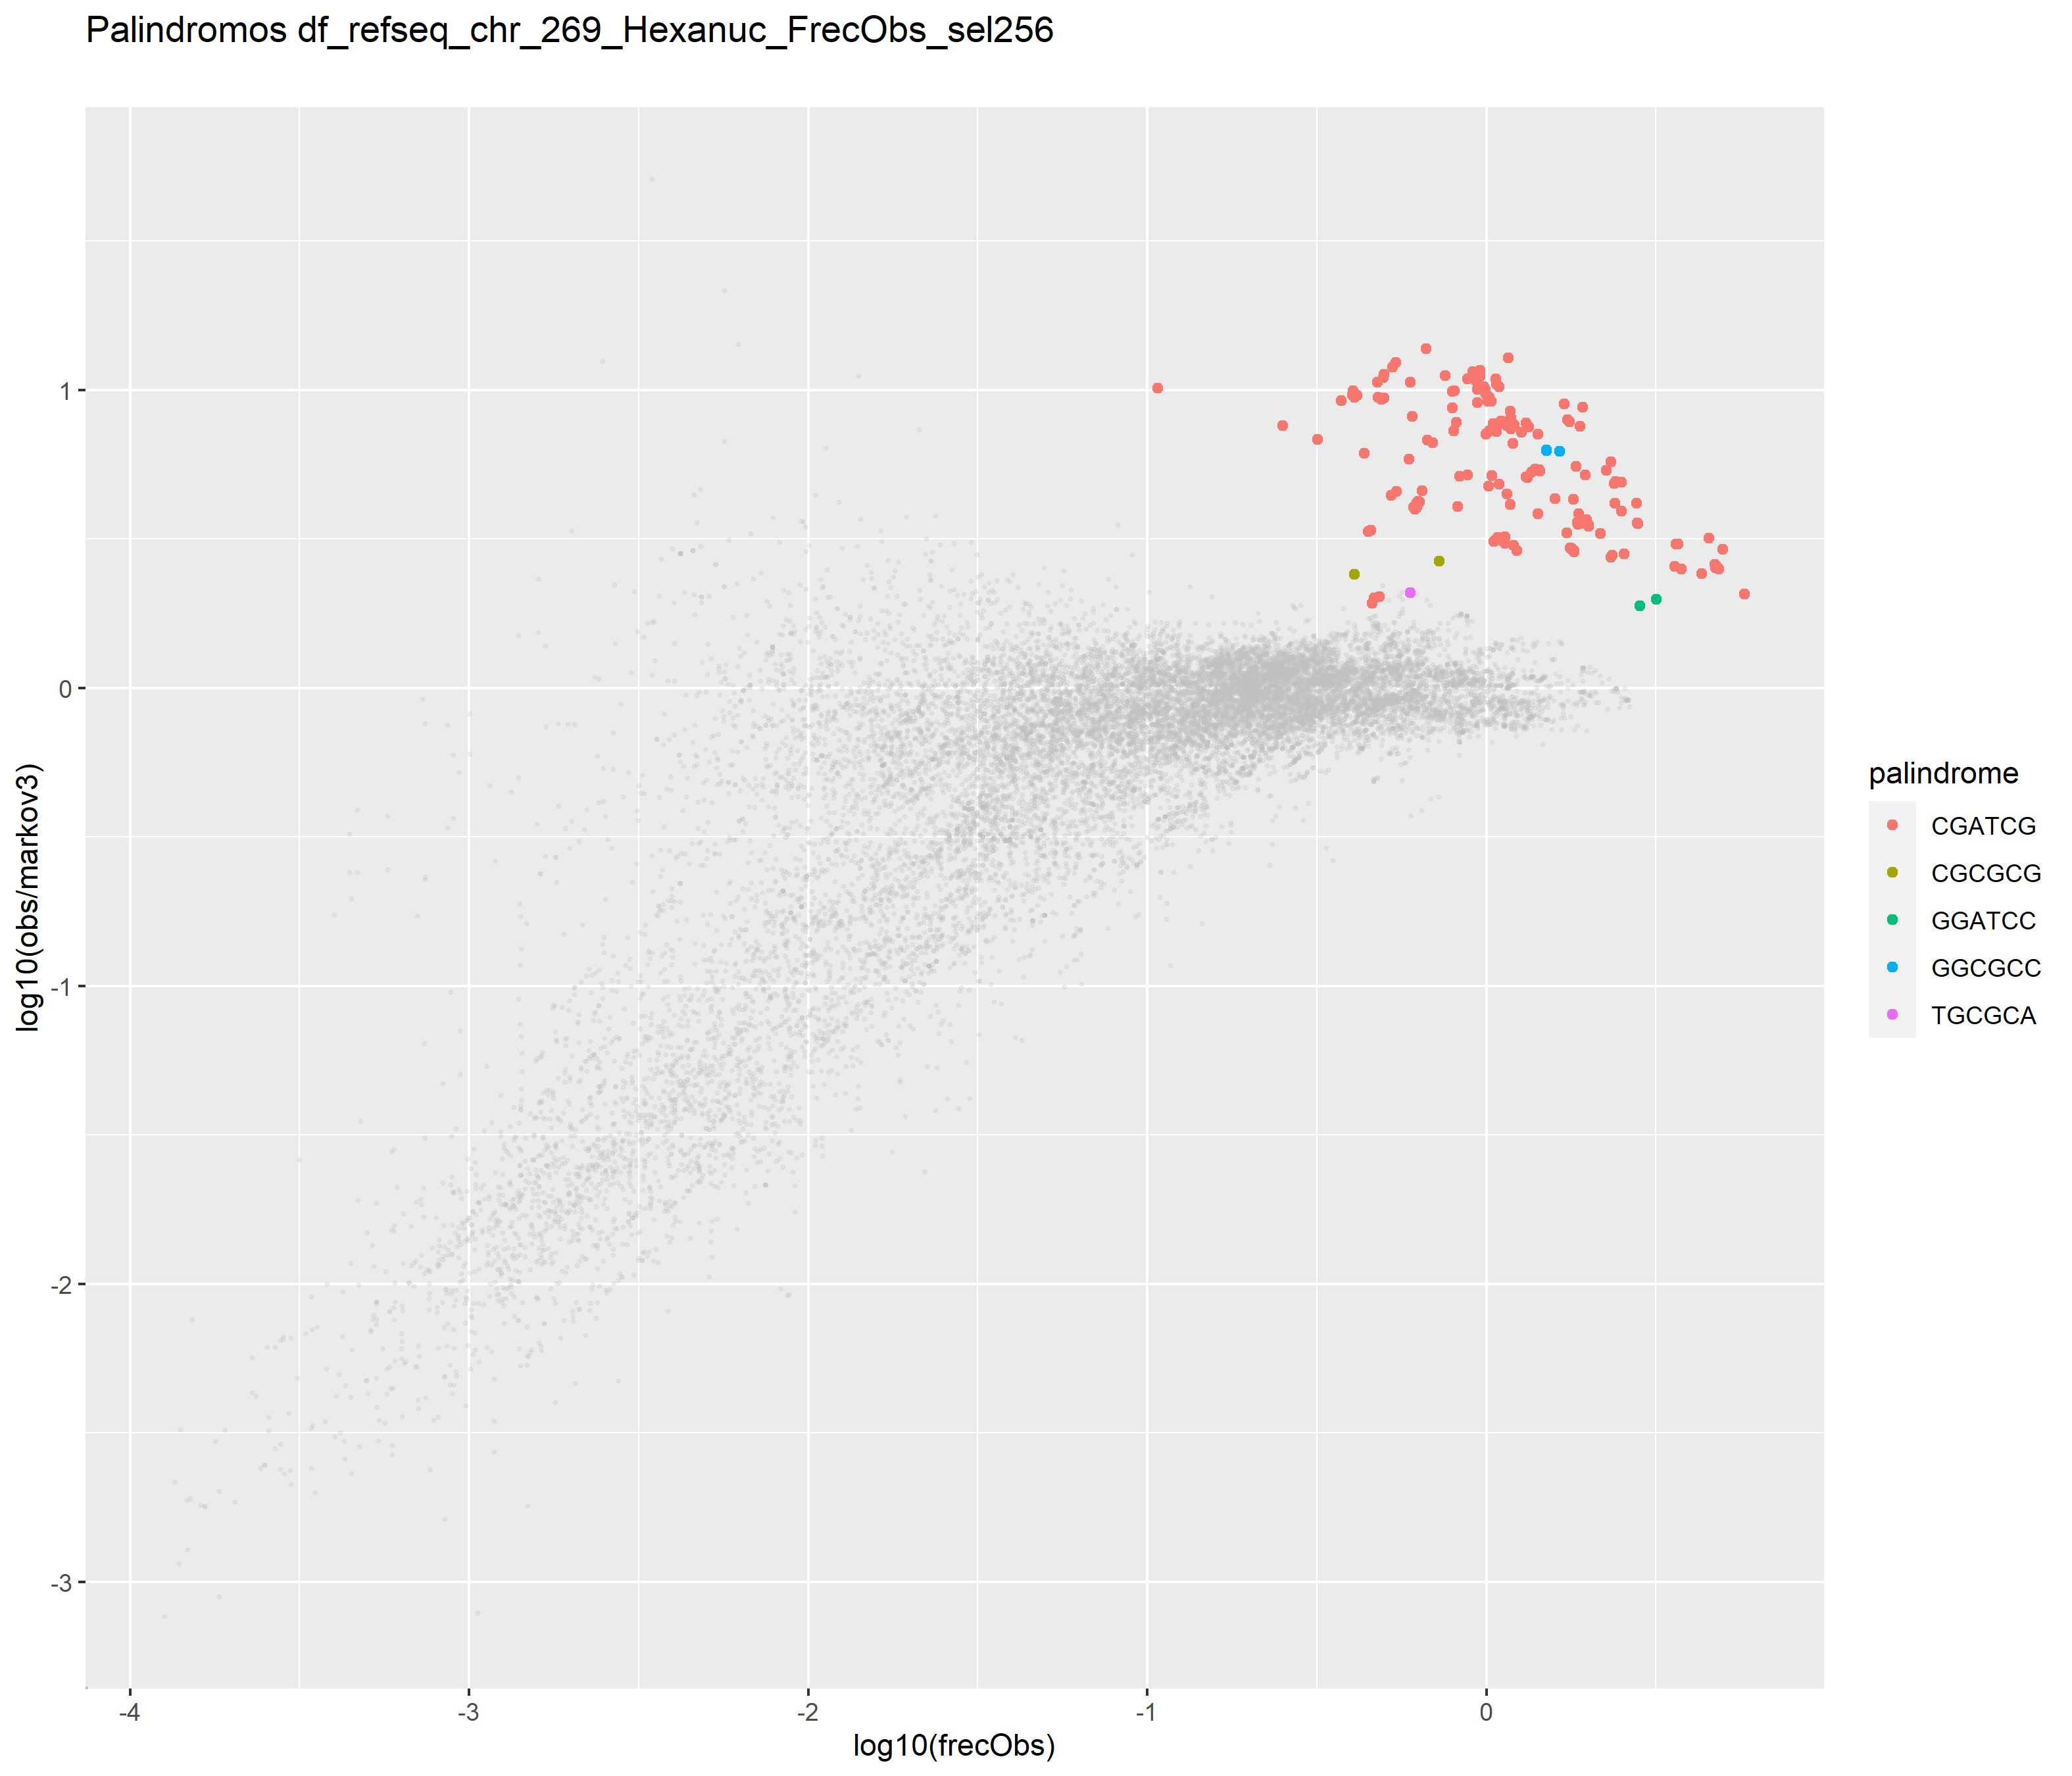 Palindromos df_refseq_chr_269_Hexanuc_FrecObs_sel256
log10(obs/markov3)
1
0
-1
-2
-3
-4
-3
-2
-1
0
log10(frecObs)
palindrome
CGATCG
CGCGCG
GGATCC
GGCGCC
TGCGCA